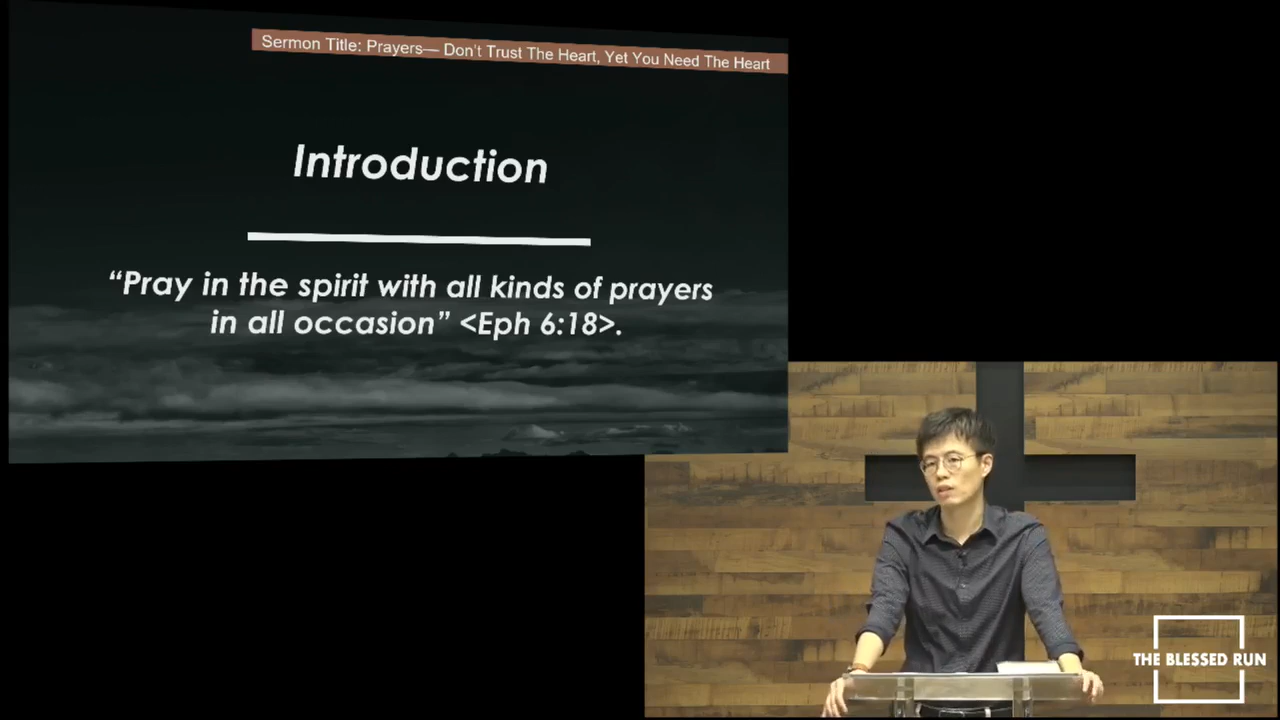 Sermon Title: Prayers— Don't Trust The Heart, Yet You Need The Heart
Introduction
“Pray in the spirit with all kinds of prayers
in all occasion” <Eph 6:18>.
THE BLESSED RUN